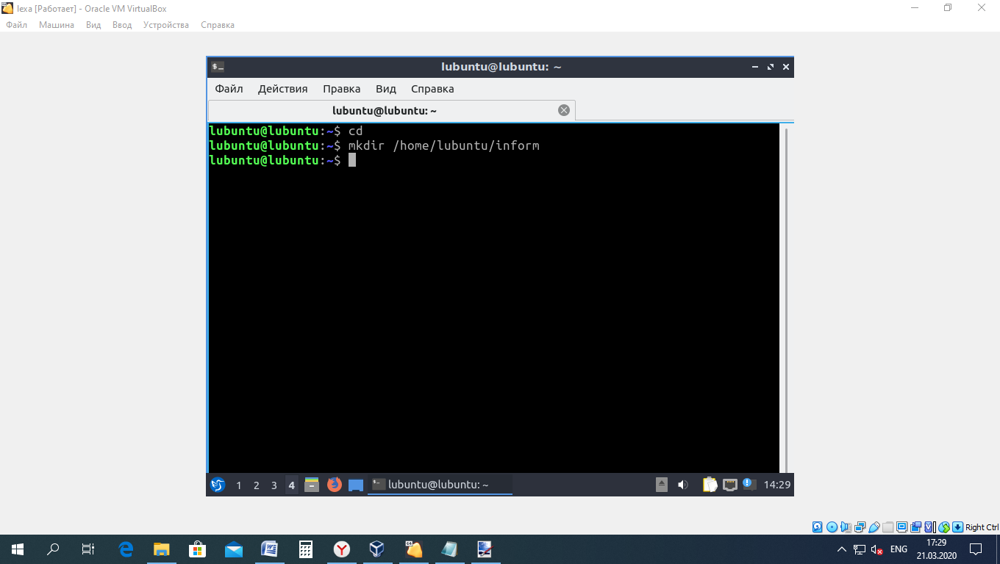 lexa [Работает] - Oracle VM VirtualBox
Файл Машина Вид Ввод Устройства Справка
lubuntu@lubuntu: ~
Файл Действия Правка Вид Справка
lubuntu@lubuntu: ~
lubuntu@lubuntu:~$ cd
lubuntu@lubuntu:~$ mkdir /home/lubuntu/inform
lubuntu@lubuntu:~$
1 2 3 4 lubuntu@lubuntu: ~ 14:29
Right Ctrl
ENG 17:29
21.03.2020